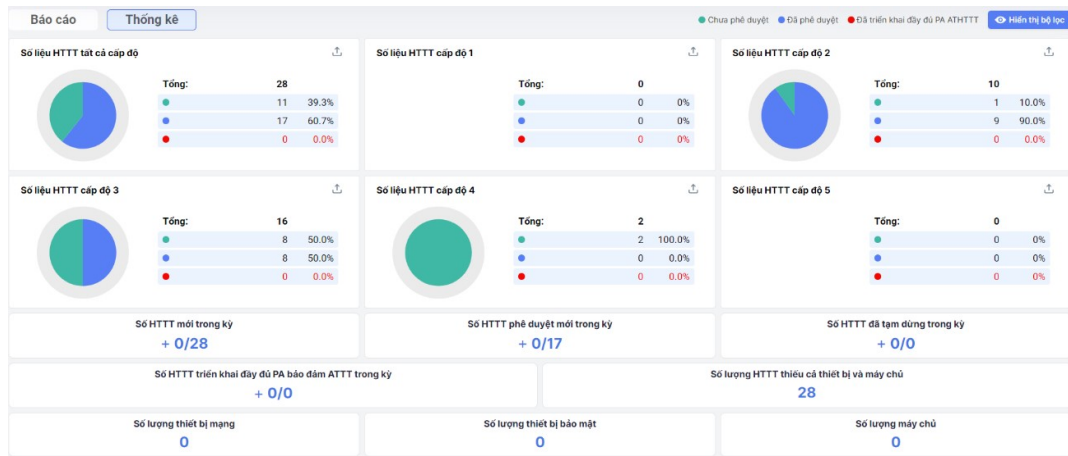 Báo cáo Thống kê
Chưa phê duyệt Đã phê duyệt Đã triển khai đầy đủ PA ATHTTT Hiển thị bộ lọc
Số liệu HTTT tất cả cấp độ
Tổng: 28
11 39.3%
17 60.7%
0 0.0%
Số liệu HTTT cấp độ 1
Tổng: 0
0 0%
0 0%
0 0%
Số liệu HTTT cấp độ 2
Tổng: 10
1 10.0%
9 90.0%
0 0.0%
Số liệu HTTT cấp độ 3
Tổng: 16
8 50.0%
8 50.0%
0 0.0%
Số liệu HTTT cấp độ 4
Tổng: 2
2 100.0%
0 0.0%
0 0.0%
Số liệu HTTT cấp độ 5
Tổng: 0
0 0%
0 0%
0 0%
Số HTTT mới trong kỳ
+ 0/28
Số HTTT phê duyệt mới trong kỳ
+ 0/17
Số HTTT đã tạm dừng trong kỳ
+ 0/0
Số HTTT triển khai đầy đủ PA bảo đảm ATTT trong kỳ
+ 0/0
Số lượng HTTT thiếu cả thiết bị và máy chủ
28
Số lượng thiết bị mạng
0
Số lượng thiết bị bảo mật
0
Số lượng máy chủ
0